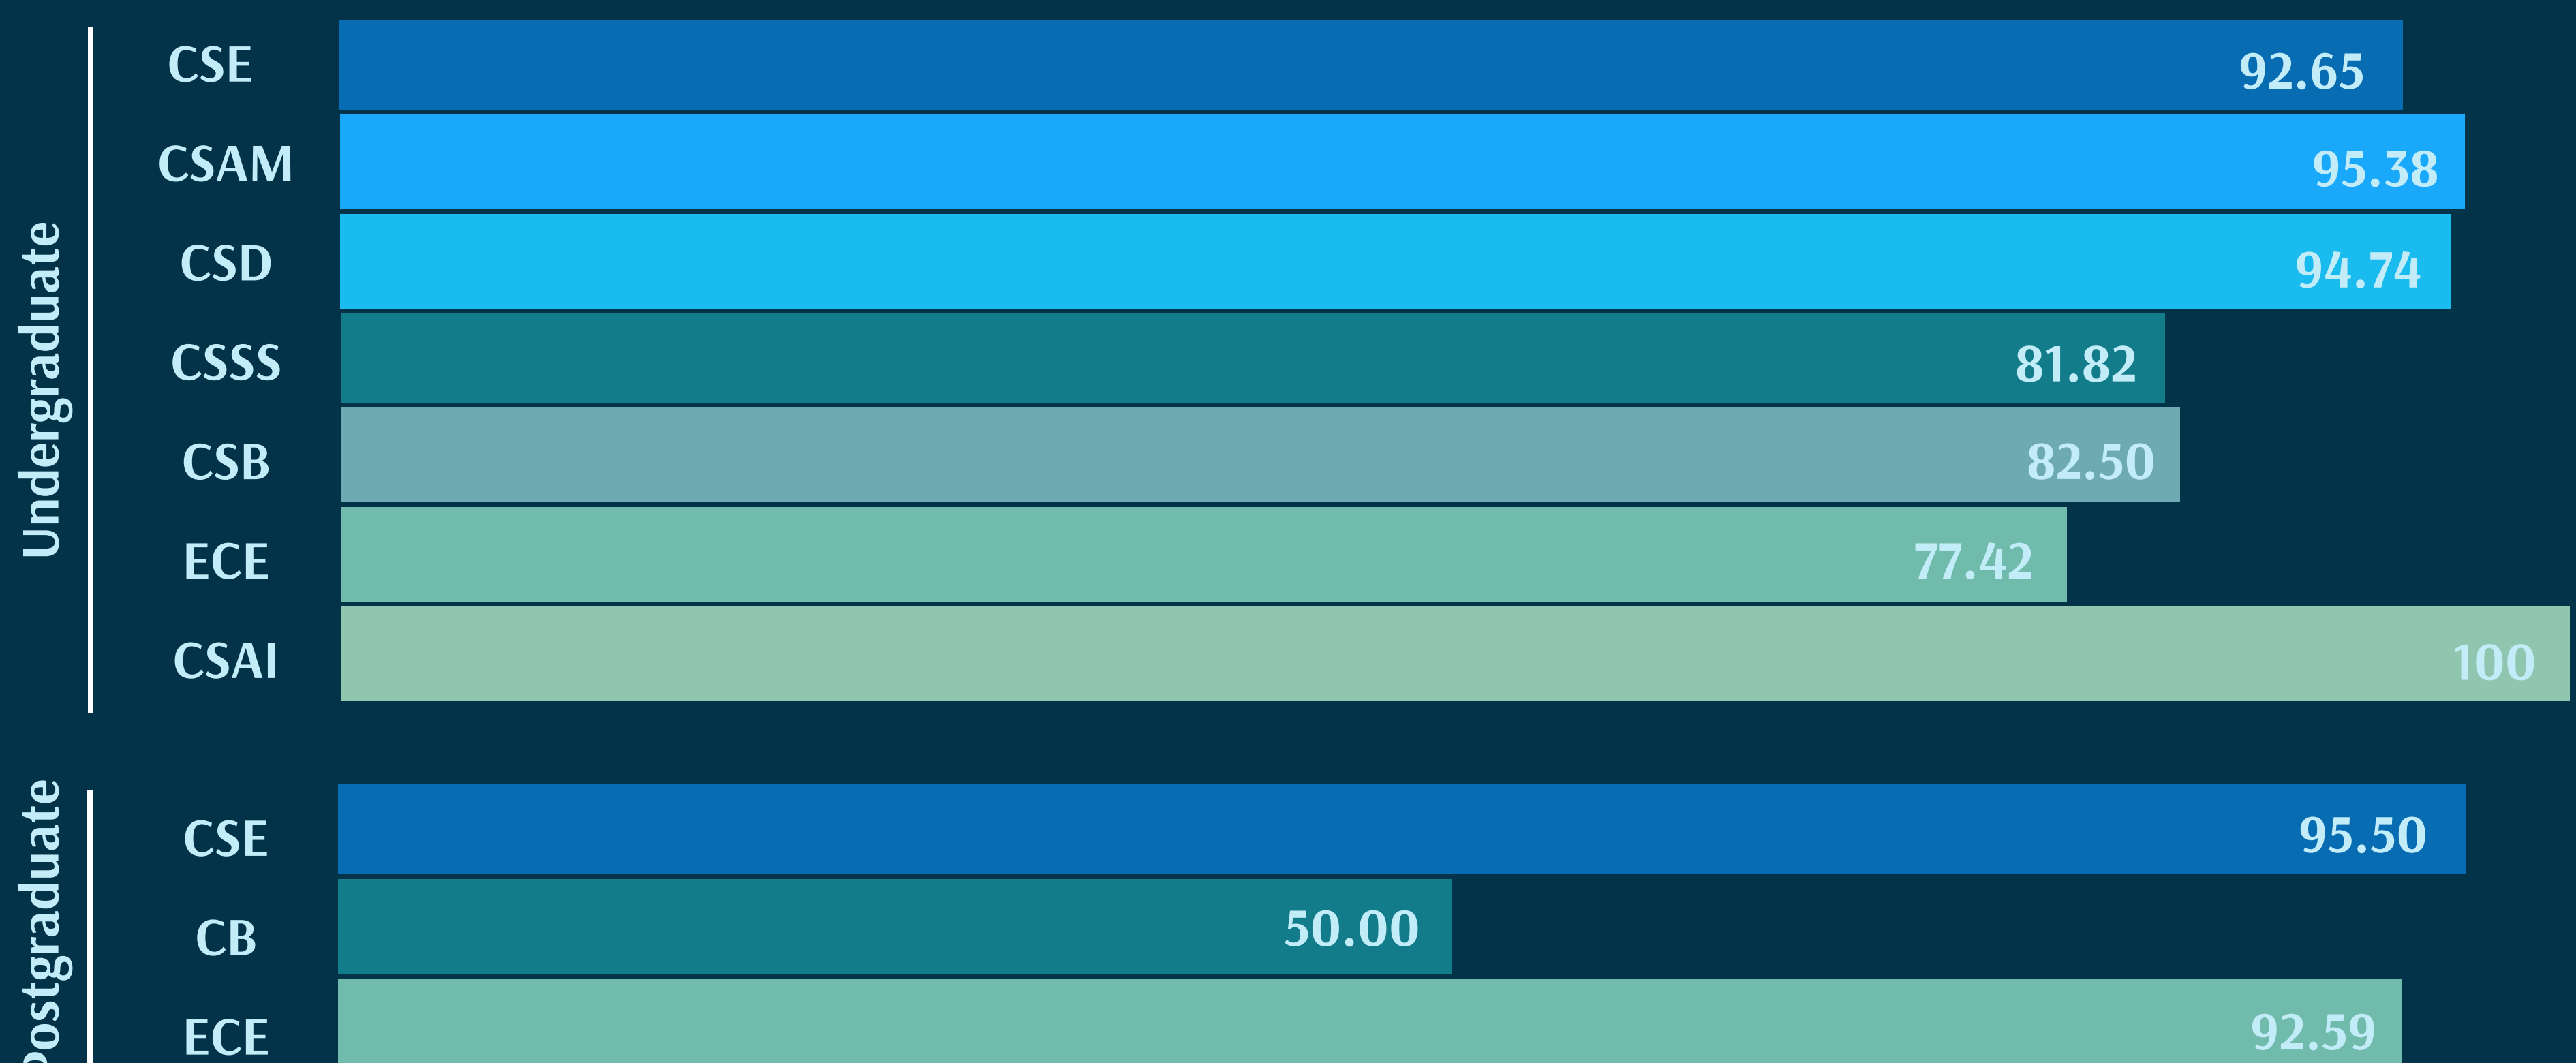 Undergraduate
CSE 92.65
CSAM 95.38
CSD 94.74
CSSS 81.82
CSB 82.50
ECE 77.42
CSAI 100
Postgraduate
CSE 95.50
CB 50.00
ECE 92.59